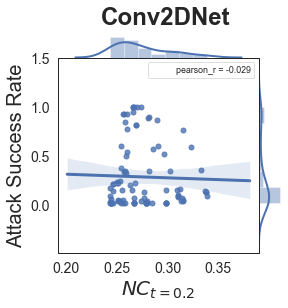 Conv2DNet
pearson_r = -0.029
Attack Success Rate
1.5
1.0
0.5
0.0
0.20 0.25 0.30 0.35
NC_{t = 0.2}